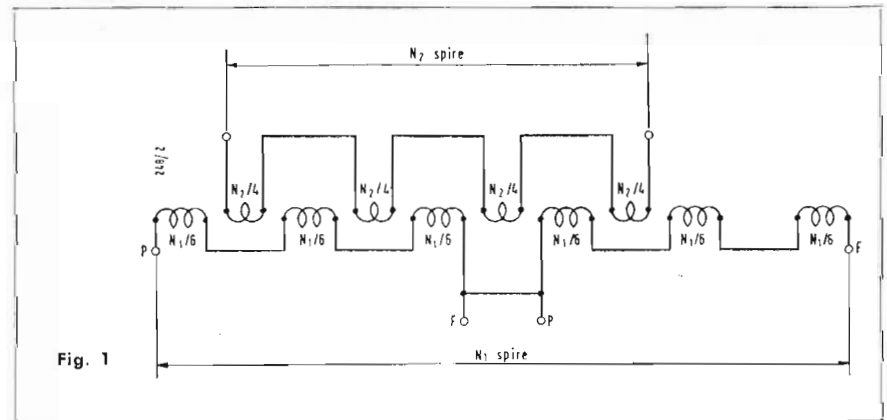 N2 spire
248/2
N2/4
N2/4
N2/4
N2/4
P
N1/6
N1/6
N1/6
N1/6
N1/6
N1/6
F
F
P
Fig. 1
N1 spire